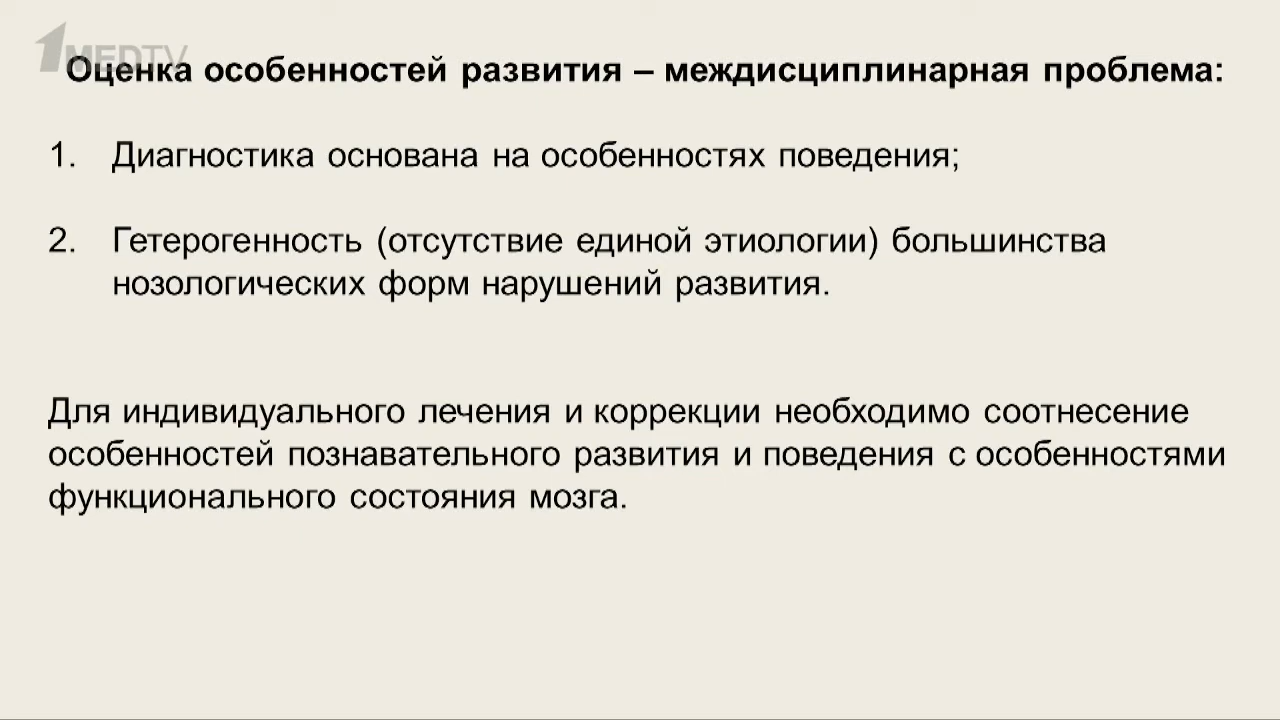 1MEDTV
Оценка особенностей развития – междисциплинарная проблема:
1. Диагностика основана на особенностях поведения;
2. Гетерогенность (отсутствие единой этиологии) большинства
нозологических форм нарушений развития.
Для индивидуального лечения и коррекции необходимо соотнесение
особенностей познавательного развития и поведения с особенностями
функционального состояния мозга.